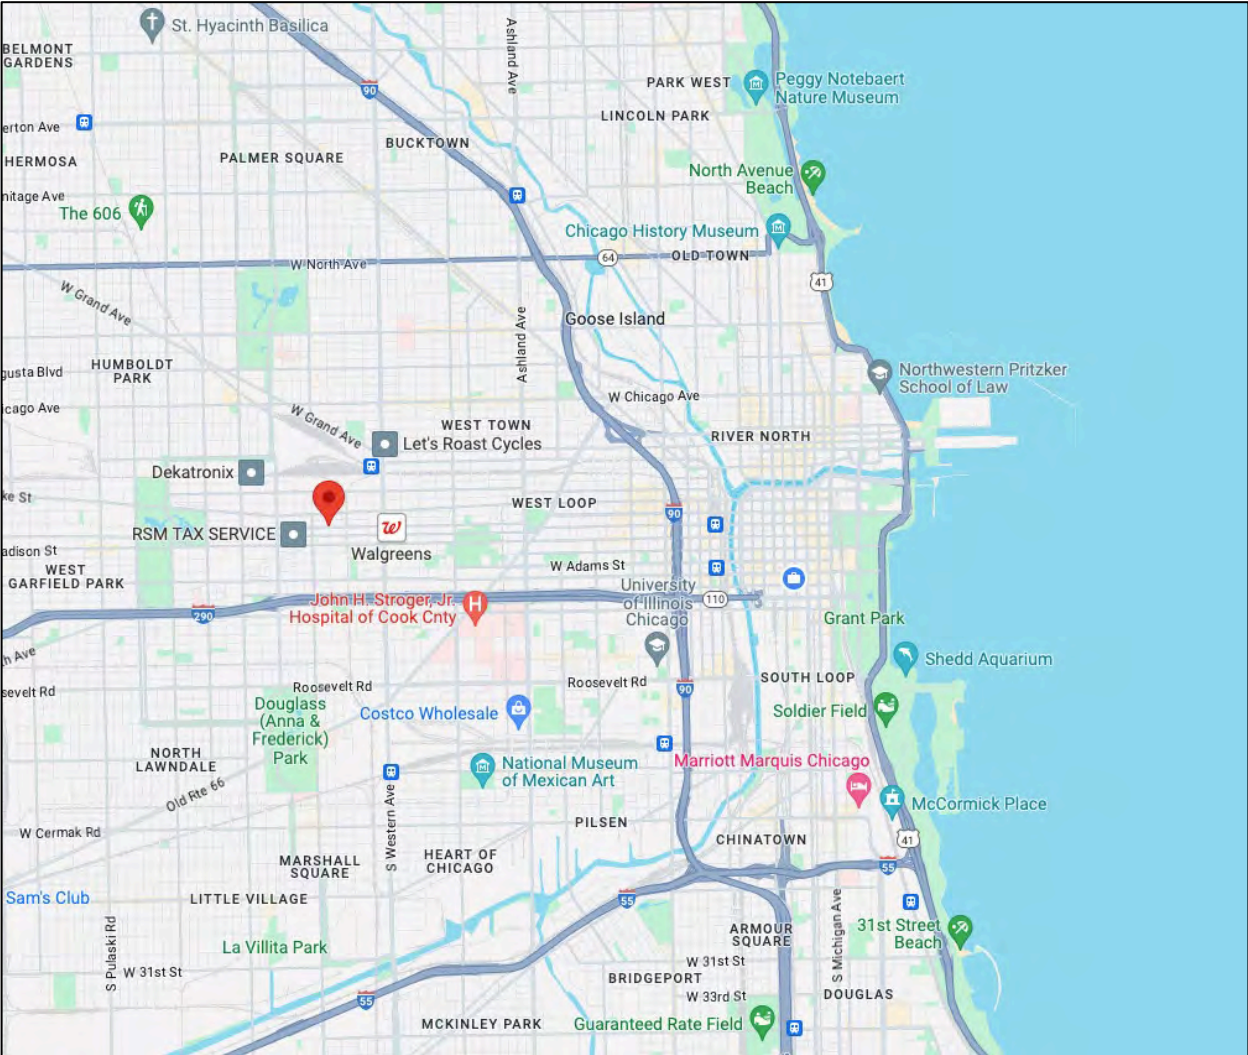 St. Hyacinth Basilica
BELMONT
GARDENS
Ashland Ave
90
PARK WEST
Peggy Notebaert
Nature Museum
LINCOLN PARK
erton Ave
BUCKTOWN
HERMOSA
PALMER SQUARE
North Avenue
Beach
mitage Ave
The 606
Chicago History Museum
OLD TOWN
64
W North Ave
41
W Grand Ave
Goose Island
Ashland Ave
HUMBOLDT
PARK
gusta Blvd
Northwestern Pritzker
School of Law
W Chicago Ave
icago Ave
W Grand Ave
WEST TOWN
RIVER NORTH
Let's Roast Cycles
Dekatronix
ke St
WEST LOOP
90
RSM TAX SERVICE
Walgreens
adison St
WEST
GARFIELD PARK
W Adams St
University
of Illinois
Chicago
110
John H. Stroger, Jr.
Hospital of Cook Cnty
H
290
Grant Park
h Ave
Shedd Aquarium
sevelt Rd
Roosevelt Rd
Roosevelt Rd
90
SOUTH LOOP
Douglass
(Anna &
Frederick)
Park
Costco Wholesale
Soldier Field
NORTH
LAWNDALE
National Museum
of Mexican Art
Marriott Marquis Chicago
Old Rte 66
S Western Ave
McCormick Place
W Cermak Rd
PILSEN
CHINATOWN
41
MARSHALL
SQUARE
HEART OF
CHICAGO
55
Sam's Club
LITTLE VILLAGE
55
S Pulaski Rd
La Villita Park
ARMOUR
SQUARE
S Michigan Ave
31st Street
Beach
W 31st St
W 31st St
BRIDGEPORT
55
W 33rd St
DOUGLAS
MCKINLEY PARK
Guaranteed Rate Field